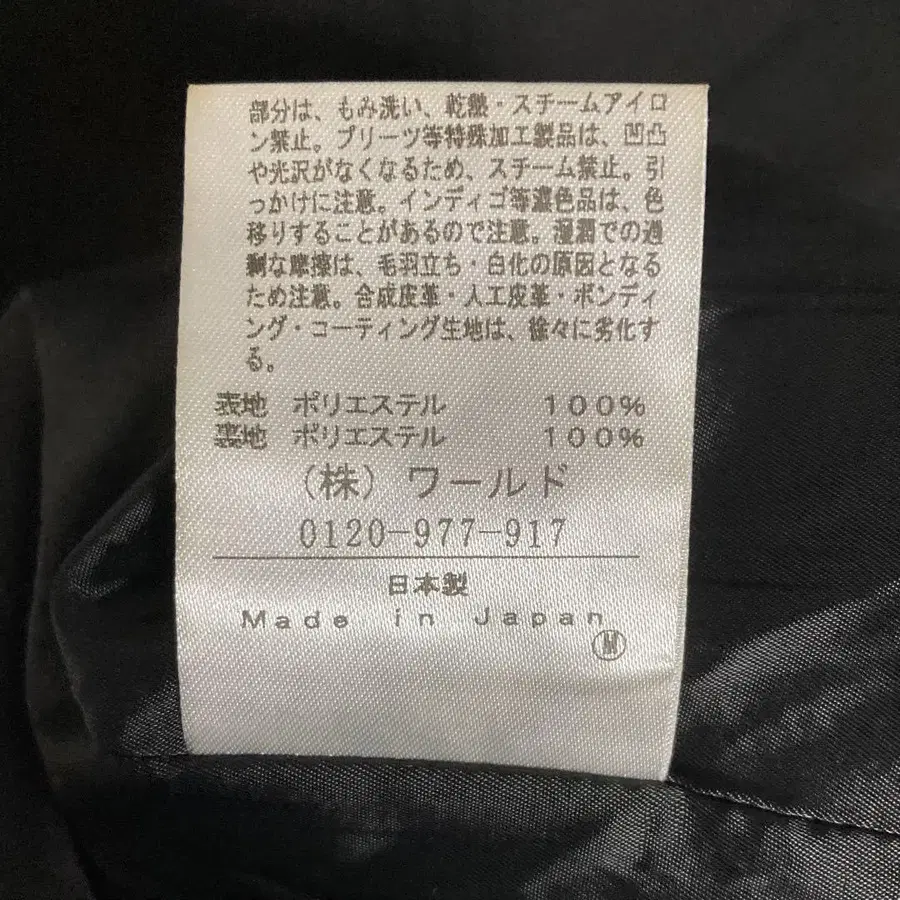 部分は、もみ洗い、乾熱・スチームアイロ
ン禁止。プリーツ等特殊加工製品は、凹凸
や光沢がなくなるため、スチーム禁止。引
っかけに注意。インディゴ等濃色品は、色
移りすることがあるので注意。湿潤での過
剰な摩擦は、毛羽立ち・白化の原因となる
ため注意。合成皮革・人工皮革・ボンディ
ング・コーティング生地は、徐々に劣化す
る。
表地 ポリエステル 100%
裏地 ポリエステル 100%
(株) ワールド
0120-977-917
日本製
Made in Japan
M